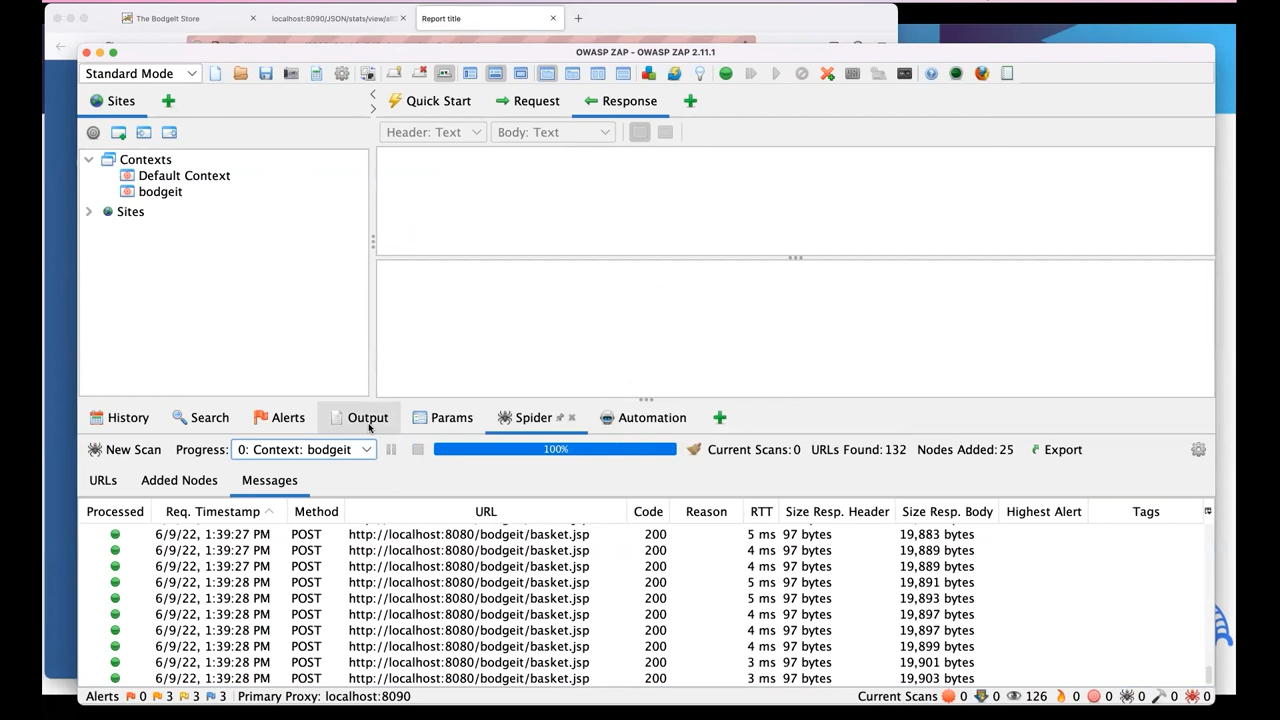 The BodgeIt Store
localhost:8090/JSON/stats/view/all
Report title
OWASP ZAP - OWASP ZAP 2.11.1
Standard Mode
Sites
Quick Start
Request
Response
Header: Text
Body: Text
Contexts
Default Context
bodgeit
Sites
History
Search
Alerts
Output
Params
Spider
Automation
New Scan
Progress:
0: Context: bodgeit
100%
Current Scans:0
URLs Found:132
Nodes Added:25
Export
URLs
Added Nodes
Messages
Processed Req. Timestamp Method URL Code Reason RTT Size Resp. Header Size Resp. Body Highest Alert Tags
6/9/22, 1:39:27 PM POST http://localhost:8080/bodgeit/basket.jsp 200 5 ms 97 bytes 19,883 bytes
6/9/22, 1:39:27 PM POST http://localhost:8080/bodgeit/basket.jsp 200 4 ms 97 bytes 19,889 bytes
6/9/22, 1:39:27 PM POST http://localhost:8080/bodgeit/basket.jsp 200 4 ms 97 bytes 19,889 bytes
6/9/22, 1:39:28 PM POST http://localhost:8080/bodgeit/basket.jsp 200 5 ms 97 bytes 19,891 bytes
6/9/22, 1:39:28 PM POST http://localhost:8080/bodgeit/basket.jsp 200 5 ms 97 bytes 19,893 bytes
6/9/22, 1:39:28 PM POST http://localhost:8080/bodgeit/basket.jsp 200 4 ms 97 bytes 19,897 bytes
6/9/22, 1:39:28 PM POST http://localhost:8080/bodgeit/basket.jsp 200 4 ms 97 bytes 19,897 bytes
6/9/22, 1:39:28 PM POST http://localhost:8080/bodgeit/basket.jsp 200 4 ms 97 bytes 19,899 bytes
6/9/22, 1:39:28 PM POST http://localhost:8080/bodgeit/basket.jsp 200 3 ms 97 bytes 19,901 bytes
6/9/22, 1:39:28 PM POST http://localhost:8080/bodgeit/basket.jsp 200 3 ms 97 bytes 19,903 bytes
Alerts 0 3 3 3 Primary Proxy: localhost:8090
Current Scans 0 0 126 0 0 0 0 0